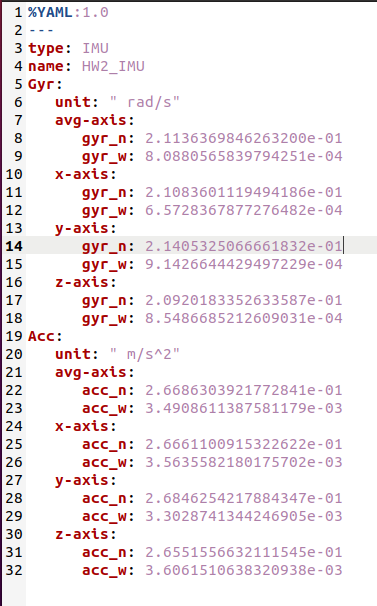 1 %YAML:1.0
2 ---
3 type: IMU
4 name: HW2_IMU
5 Gyr:
6    unit: " rad/s"
7    avg-axis:
8       gyr_n: 2.1136369846263200e-01
9       gyr_w: 8.0880565839794251e-04
10    x-axis:
11       gyr_n: 2.1083601119494186e-01
12       gyr_w: 6.5728367877276482e-04
13    y-axis:
14       gyr_n: 2.1405325066661832e-01
15       gyr_w: 9.1426644429497229e-04
16    z-axis:
17       gyr_n: 2.0920183352633587e-01
18       gyr_w: 8.5486685212609031e-04
19 Acc:
20    unit: " m/s^2"
21    avg-axis:
22       acc_n: 2.6686303921772841e-01
23       acc_w: 3.4908611387581179e-03
24    x-axis:
25       acc_n: 2.6661100915322622e-01
26       acc_w: 3.5635582180175702e-03
27    y-axis:
28       acc_n: 2.6846254217884347e-01
29       acc_w: 3.3028741344246905e-03
30    z-axis:
31       acc_n: 2.6551556632111545e-01
32       acc_w: 3.6061510638320938e-03